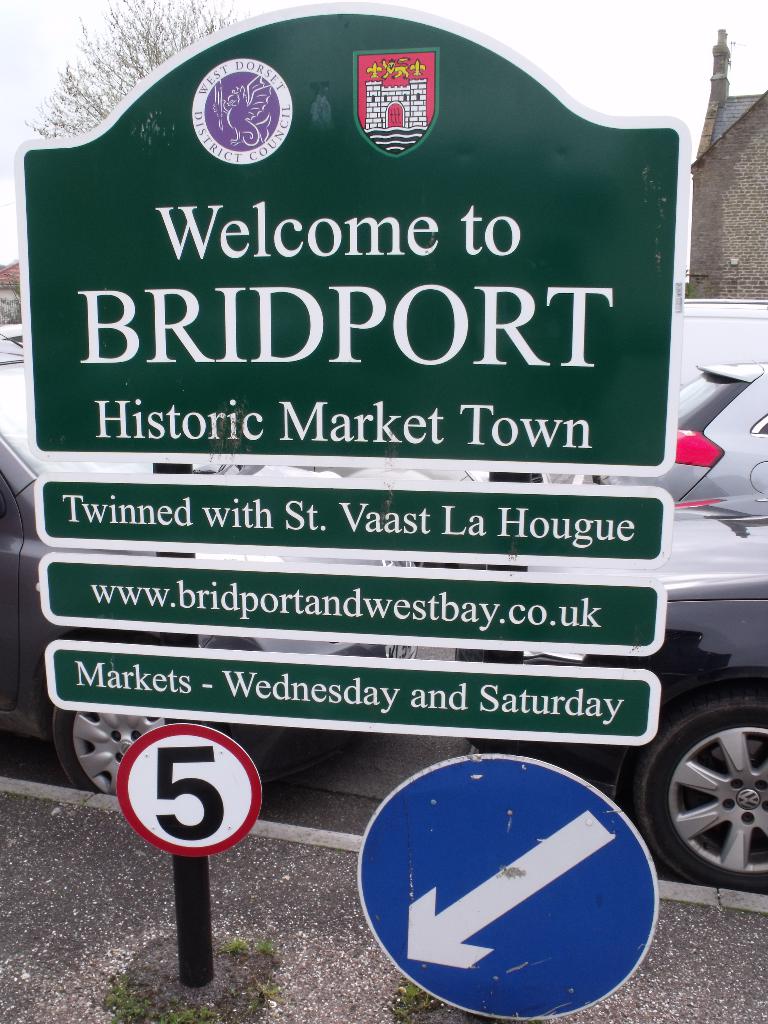 WEST DORSET
DISTRICT COUNCIL
Welcome to
BRIDPORT
Historic Market Town
Twinned with St. Vaast La Hougue
www.bridportandwestbay.co.uk
Markets - Wednesday and Saturday
5